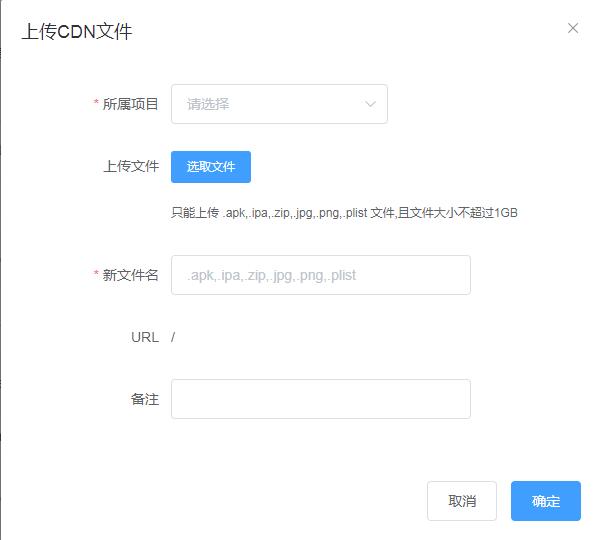 上传CDN文件
* 所属项目 请选择
上传文件 选取文件
只能上传 .apk,.ipa,.zip,.jpg,.png,.plist 文件,且文件大小不超过1GB
* 新文件名 .apk,.ipa,.zip,.jpg,.png,.plist
URL /
备注
取消 确定